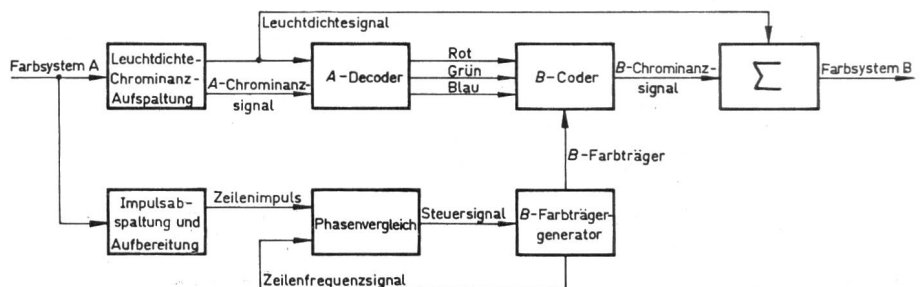 Leuchtdichtesignal
Farbsystem A
Leuchtdichte-
Chrominanz-
Aufspaltung
A-Chrominanz-
signal
A-Decoder
Rot
Grün
Blau
B-Coder
B-Chrominanz-
signal
Σ
Farbsystem B
B-Farbträger
Impulsab-
spaltung und
Aufbereitung
Zeilenimpuls
Phasenvergleich
Steuersignal
B-Farbträger-
generator
Zeilenfrequenzsignal